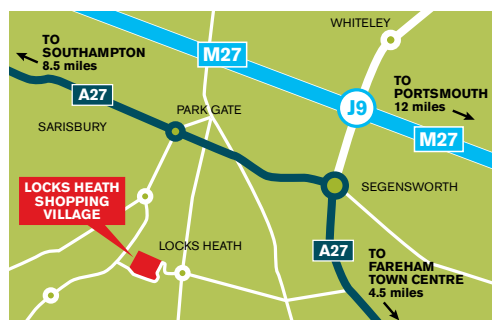 WHITELEY
TO
SOUTHAMPTON
8.5 miles
M27
TO
PORTSMOUTH
12 miles
A27
J9
PARK GATE
SARISBURY
M27
LOCKS HEATH
SHOPPING
VILLAGE
SEGENSWORTH
LOCKS HEATH
A27
TO
FAREHAM
TOWN CENTRE
4.5 miles